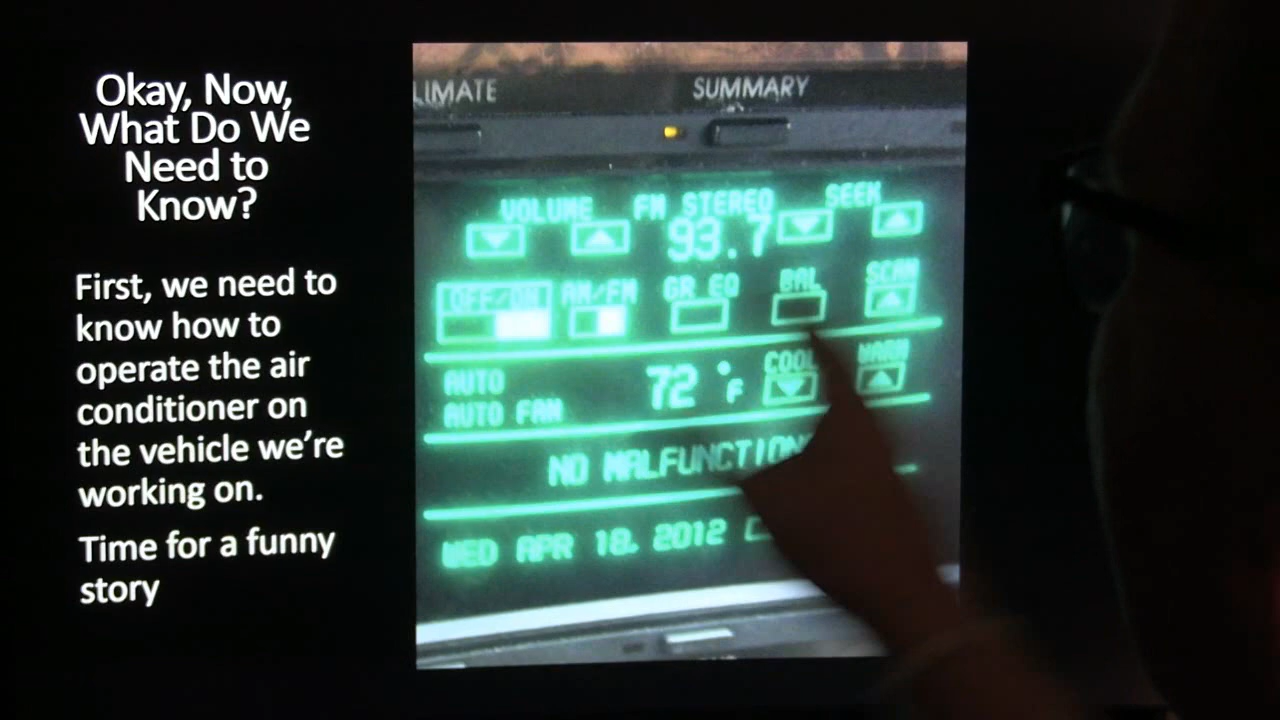 Okay, Now,
What Do We
Need to
Know?
First, we need to
know how to
operate the air
conditioner on
the vehicle we're
working on.
Time for a funny
story
LIMATE SUMMARY
VOLUME FM STEREO SEEK
93.7
OFF/ON AM/FM GR EQ BAL SCAN
AUTO 72 °F COOL WARM
AUTO FAN
NO MALFUNCTION
WED APR 18. 2012